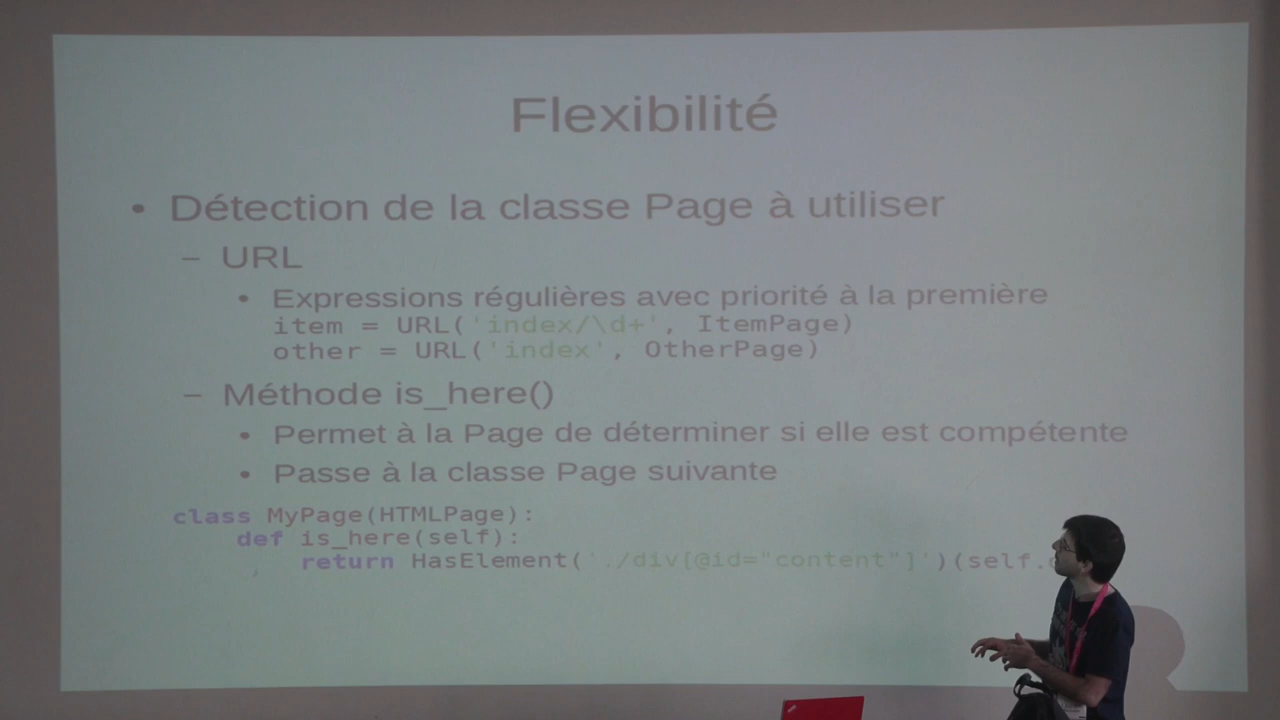 Flexibilité
• Détection de la classe Page à utiliser
– URL
• Expressions régulières avec priorité à la première
item = URL('index/\d+', ItemPage)
other = URL('index', OtherPage)
– Méthode is_here()
• Permet à la Page de déterminer si elle est compétente
• Passe à la classe Page suivante
class MyPage(HTMLPage):
def is_here(self):
return HasElement('./div[@id="content"]')(self.